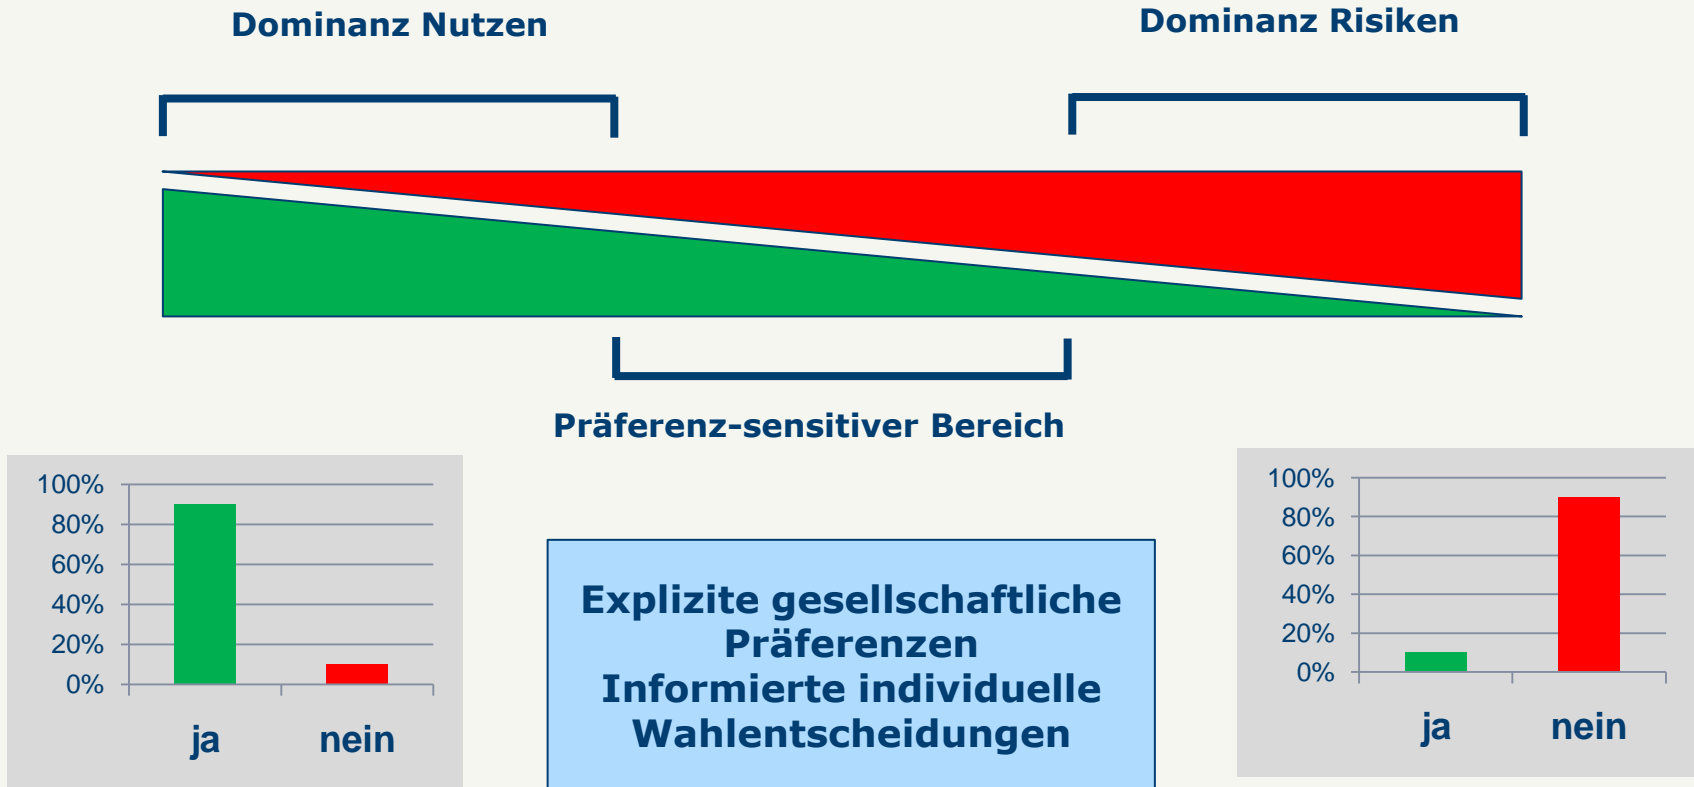 Dominanz Nutzen
Dominanz Risiken
Präferenz-sensitiver Bereich
100%
80%
60%
40%
20%
0%
ja
nein
Explizite gesellschaftliche
Präferenzen
Informierte individuelle
Wahlentscheidungen
100%
80%
60%
40%
20%
0%
ja
nein